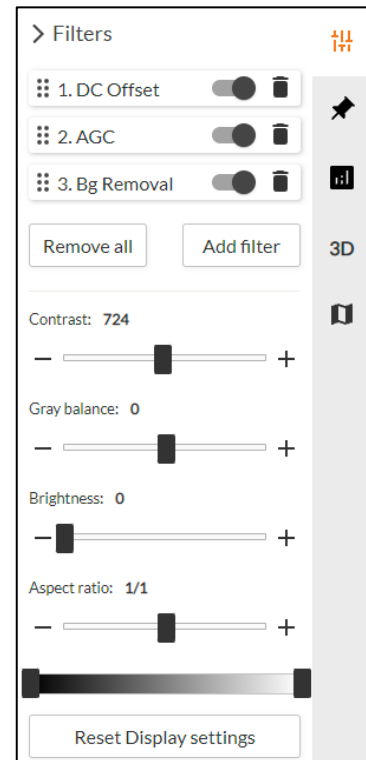 Filters
1. DC Offset
2. AGC
3. Bg Removal
Remove all Add filter
3D
Contrast: 724
Gray balance: 0
Brightness: 0
Aspect ratio: 1/1
Reset Display settings